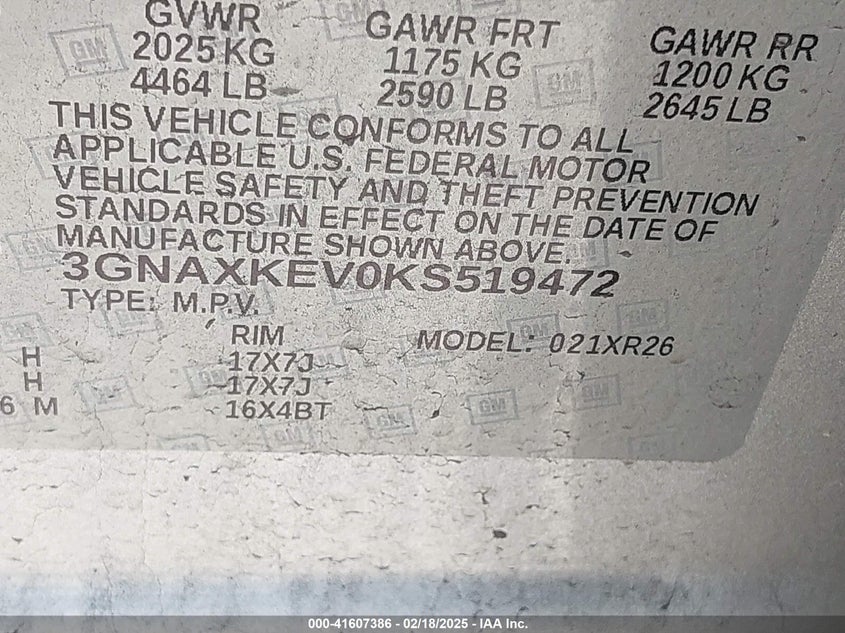 GVWR GAWR FRT GAWR RR
2025 KG 1175 KG 1200 KG
4464 LB 2590 LB 2645 LB
THIS VEHICLE CONFORMS TO ALL
APPLICABLE U.S. FEDERAL MOTOR
VEHICLE SAFETY AND THEFT PREVENTION
STANDARDS IN EFFECT ON THE DATE OF
MANUFACTURE SHOWN ABOVE.
3GNAXKEV0KS519472
TYPE: M.P.V.
RIM MODEL: 021XR26
H 17X7J
H 17X7J
6 M 16X4BT
GM
000-41607386 - 02/18/2025 - IAA Inc.